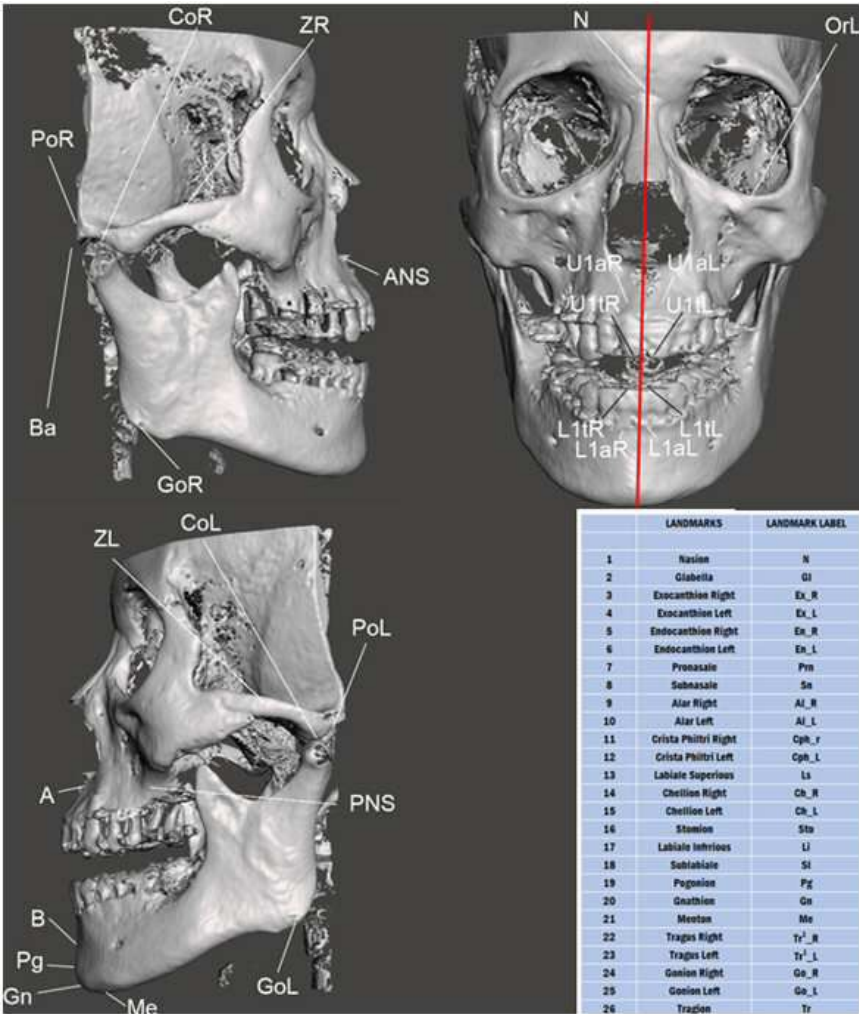 CoR
ZR
PoR
ANS
Ba
GoR
N
OrL
U1aR U1aL
U1tR U1tL
L1tR L1tL
L1aR L1aL
CoL
ZL
PoL
A
PNS
B
Pg
Gn
Me
GoL
LANDMARKS LANDMARK LABEL
1 Nasion N
2 Glabella Gl
3 Exocanthion Right Ex_R
4 Exocanthion Left Ex_L
5 Endocanthion Right En_R
6 Endocanthion Left En_L
7 Pronasale Prn
8 Subnasale Sn
9 Alar Right Al_R
10 Alar Left Al_L
11 Crista Philtri Right Cph_r
12 Crista Philtri Left Cph_L
13 Labiale Superious Ls
14 Chellion Right Ch_R
15 Chellion Left Ch_L
16 Stomion Sto
17 Labiale Infrious Li
18 Sublabiale Sl
19 Pogonion Pg
20 Gnathion Gn
21 Menton Me
22 Tragus Right Tr¹_R
23 Tragus Left Tr¹_L
24 Gonion Right Go_R
25 Gonion Left Go_L
26 Tragion Tr